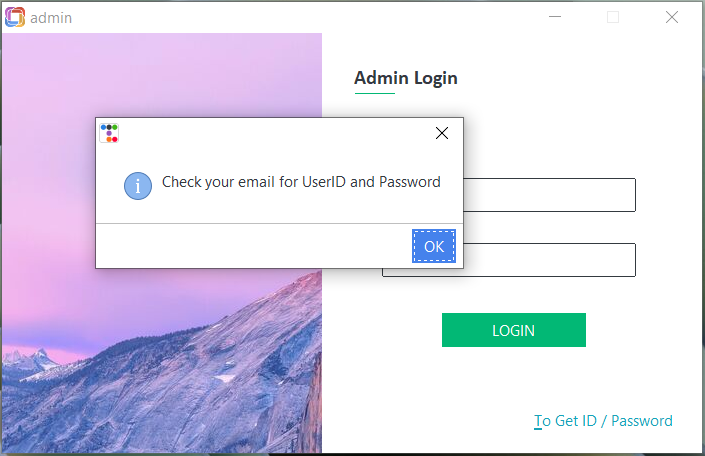 admin
Admin Login
Check your email for UserID and Password
OK
LOGIN
To Get ID / Password